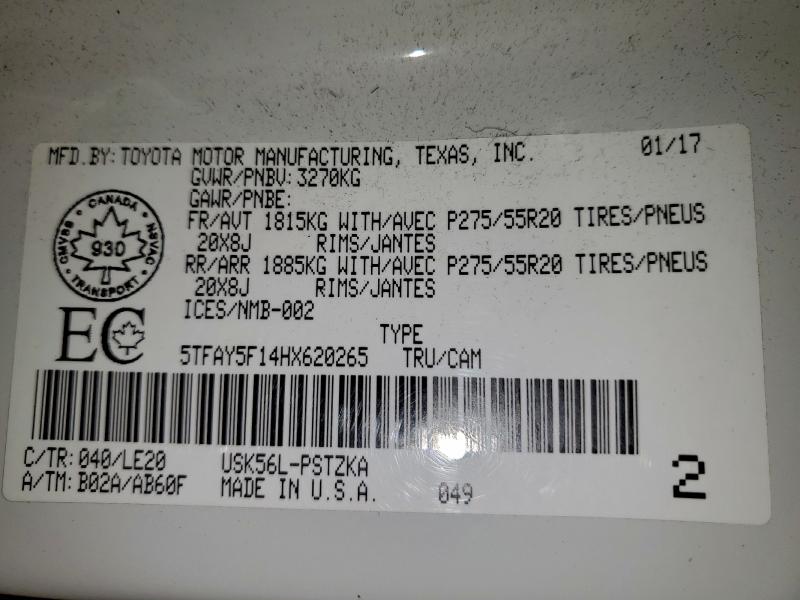 MFD. BY: TOYOTA MOTOR MANUFACTURING, TEXAS, INC. 01/17
GVWR/PNBV: 3270KG
GAWR/PNBE:
FR/AVT 1815KG WITH/AVEC P275/55R20 TIRES/PNEUS
20X8J RIMS/JANTES
RR/ARR 1885KG WITH/AVEC P275/55R20 TIRES/PNEUS
20X8J RIMS/JANTES
CANADA
CMVSS 930 NSVAC
TRANSPORT
ICES/NMB-002
EC
TYPE
5TFAY5F14HX620265 TRU/CAM
C/TR: 040/LE20 USK56L-PSTZKA
A/TM: B02A/AB60F MADE IN U.S.A. 049
2